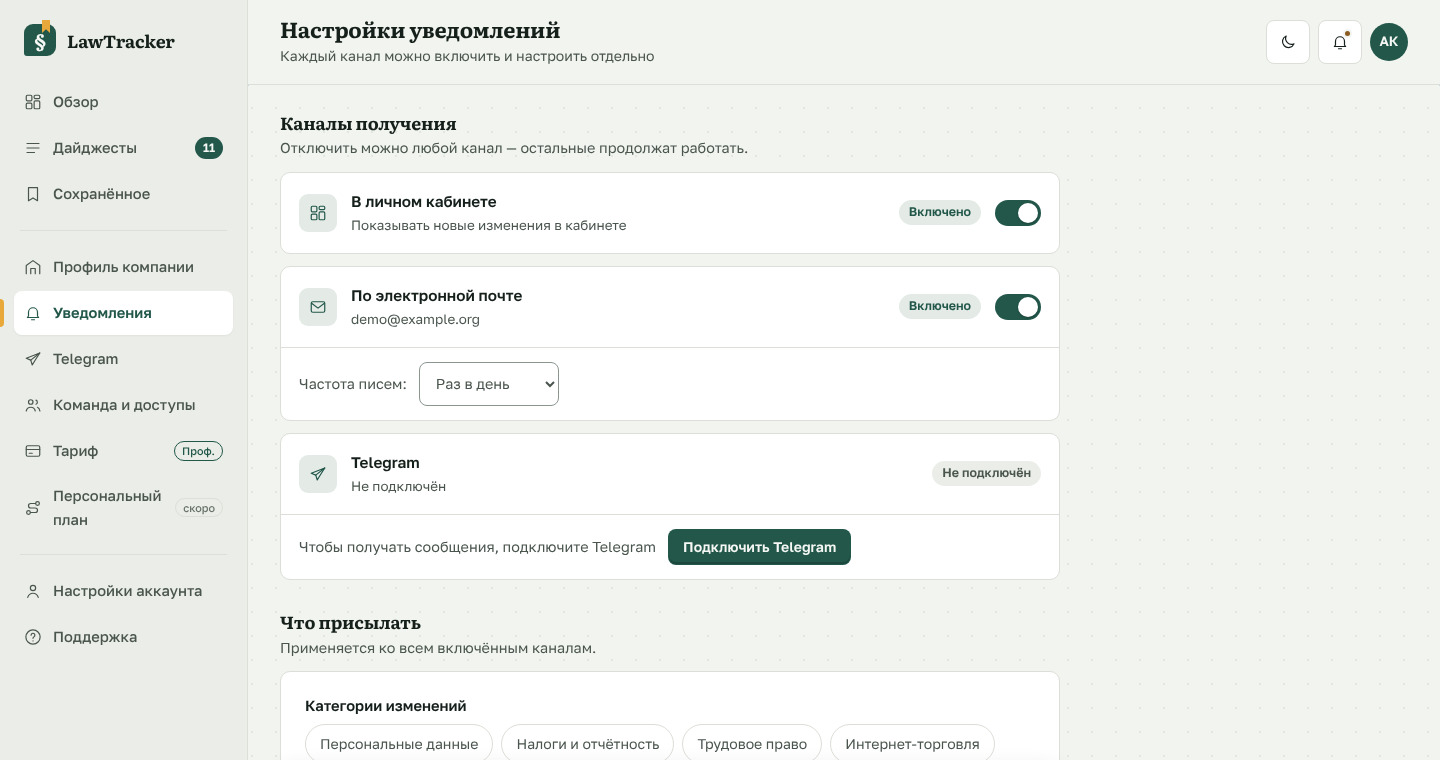 § LawTracker
Обзор
Дайджесты 11
Сохранённое
Профиль компании
Уведомления
Telegram
Команда и доступы
Тариф Проф.
Персональный
план
скоро
Настройки аккаунта
Поддержка
Настройки уведомлений
Каждый канал можно включить и настроить отдельно
АК
Каналы получения
Отключить можно любой канал — остальные продолжат работать.
В личном кабинете
Показывать новые изменения в кабинете
Включено
По электронной почте
demo@example.org
Включено
Частота писем: Раз в день
Telegram
Не подключён
Не подключён
Чтобы получать сообщения, подключите Telegram Подключить Telegram
Что присылать
Применяется ко всем включённым каналам.
Категории изменений
Персональные данные Налоги и отчётность Трудовое право Интернет-торговля